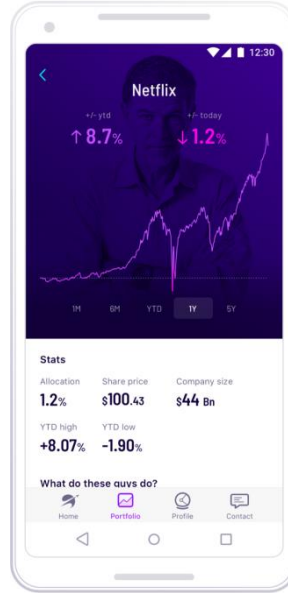 12:30
Netflix
+/- ytd +/- today
↑8.7% ↓1.2%
1M 6M YTD 1Y 5Y
Stats
Allocation Share price Company size
1.2% $100.43 $44 Bn
YTD high YTD low
+8.07% -1.90%
What do these guys do?
Home Portfolio Profile Contact